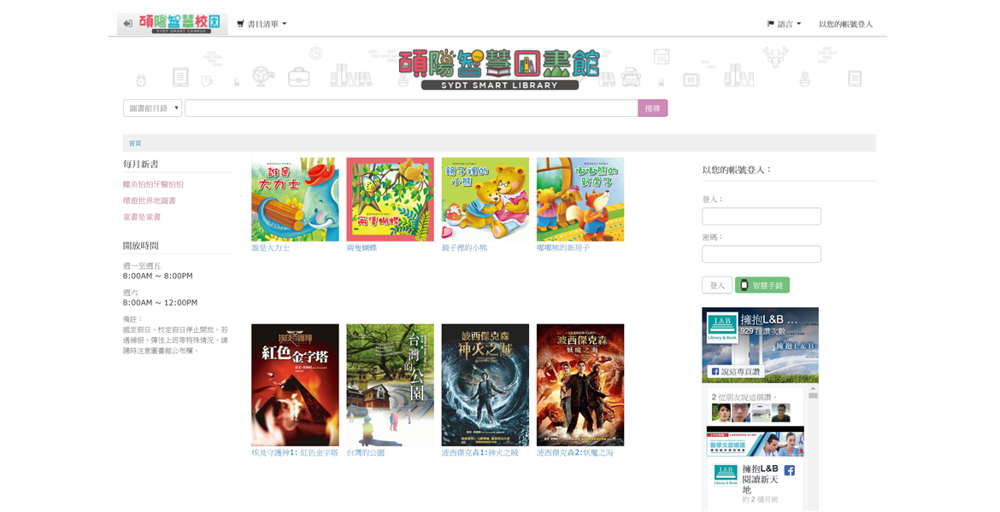 碩陽智慧校園
SYDT SMART CAMPUS
書目清單
語言
以您的帳號登入
碩陽智慧圖書館
SYDT SMART LIBRARY
圖書館目錄
搜尋
首頁
每月新書
鱷魚怕怕牙醫怕怕
環遊世界地圖書
童書是童書
開放時間
週一至週五
8:00AM ~ 8:00PM
週六
8:00AM ~ 12:00PM
備註：
國定假日，校定假日停止開放，若
遇補假，彈性上班等特殊情況，請
隨時注意圖書館公布欄。
誰是
大力士
兩隻蝴蝶
鏡子裡的
小熊
嘟嘟熊的
新房子
誰是大力士
兩隻蝴蝶
鏡子裡的小熊
嘟嘟熊的新房子
埃及守護神
紅色金字塔
台灣的公園
波西傑克森
神火之賊
波西傑克森
妖魔之海
埃及守護神1: 紅色金字塔
台灣的公園
波西傑克森1:神火之賊
波西傑克森2:妖魔之海
以您的帳號登入：
登入：
密碼：
登入
智慧手錶
L&B
Library & Book
擁抱L&B ...
929 按讚次數
擁抱L&B
說這專頁讚
2 位朋友說這個讚。
醫學文獻導讀
L&B
Library & Book
擁抱L&B
閱讀新天
地
約 2 個月前